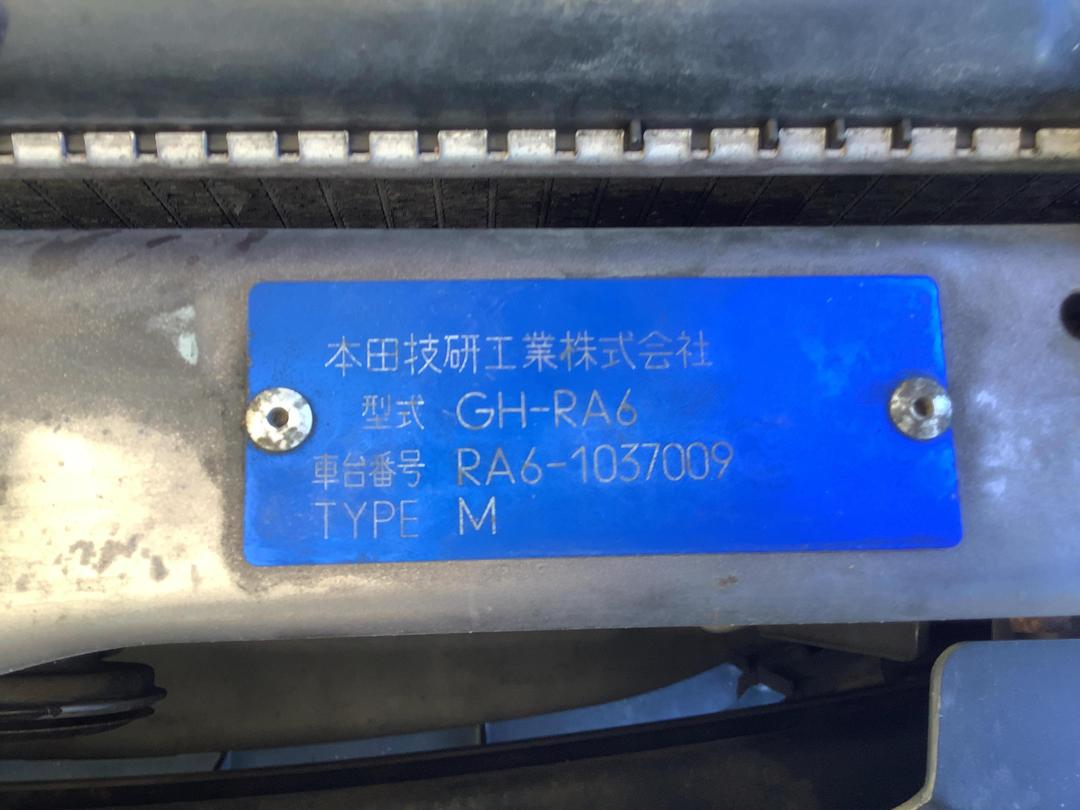 本田技研工業株式会社
型式 GH-RA6
車台番号 RA6-1037009
TYPE M